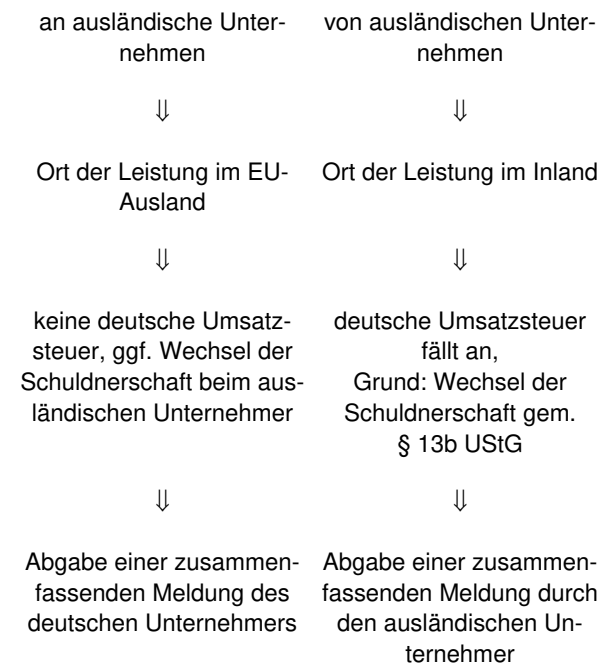 an ausländische Unter-
nehmen
⇓
Ort der Leistung im EU-
Ausland
⇓
keine deutsche Umsatz-
steuer, ggf. Wechsel der
Schuldnerschaft beim aus-
ländischen Unternehmer
⇓
Abgabe einer zusammen-
fassenden Meldung des
deutschen Unternehmers
von ausländischen Unter-
nehmen
⇓
Ort der Leistung im Inland
⇓
deutsche Umsatzsteuer
fällt an,
Grund: Wechsel der
Schuldnerschaft gem.
§ 13b UStG
⇓
Abgabe einer zusammen-
fassenden Meldung durch
den ausländischen Un-
ternehmer